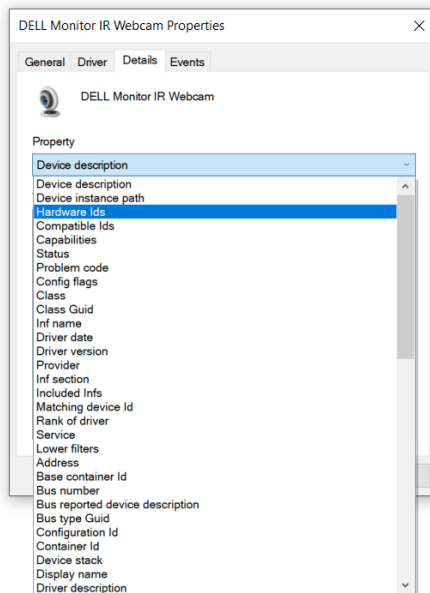 DELL Monitor IR Webcam Properties
General Driver Details Events
DELL Monitor IR Webcam
Property
Device description
Device description
Device instance path
Hardware Ids
Compatible Ids
Capabilities
Status
Problem code
Config flags
Class
Class Guid
Inf name
Driver date
Driver version
Provider
Inf section
Included Infs
Matching device Id
Rank of driver
Service
Lower filters
Address
Base container Id
Bus number
Bus reported device description
Bus type Guid
Configuration Id
Container Id
Device stack
Display name
Driver description